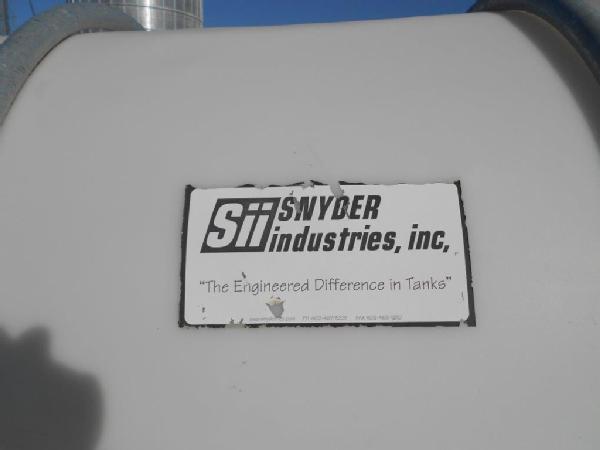 Sii SNYDER
industries, inc,
"The Engineered Difference in Tanks"